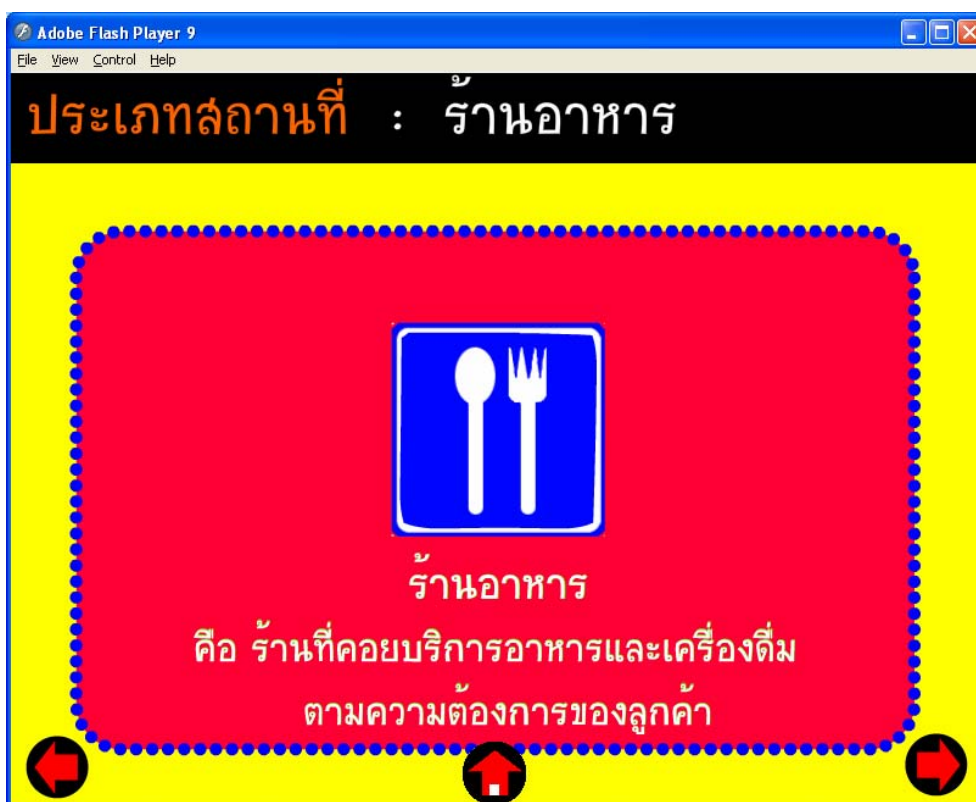 Adobe Flash Player 9
File View Control Help
ประเภทสถานที่ : ร้านอาหาร
ร้านอาหาร
คือ ร้านที่คอยบริการอาหารและเครื่องดื่ม
ตามความต้องการของลูกค้า